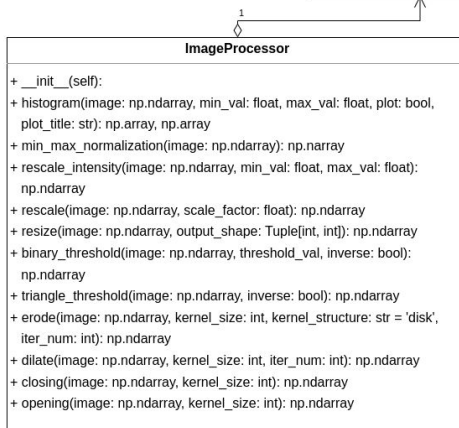 1
ImageProcessor
+ __init__(self):
+ histogram(image: np.ndarray, min_val: float, max_val: float, plot: bool,
plot_title: str): np.array, np.array
+ min_max_normalization(image: np.ndarray): np.narray
+ rescale_intensity(image: np.ndarray, min_val: float, max_val: float):
np.ndarray
+ rescale(image: np.ndarray, scale_factor: float): np.ndarray
+ resize(image: np.ndarray, output_shape: Tuple[int, int]): np.ndarray
+ binary_threshold(image: np.ndarray, threshold_val, inverse: bool):
np.ndarray
+ triangle_threshold(image: np.ndarray, inverse: bool): np.ndarray
+ erode(image: np.ndarray, kernel_size: int, kernel_structure: str = 'disk',
iter_num: int): np.ndarray
+ dilate(image: np.ndarray, kernel_size: int, iter_num: int): np.ndarray
+ closing(image: np.ndarray, kernel_size: int): np.ndarray
+ opening(image: np.ndarray, kernel_size: int): np.ndarray